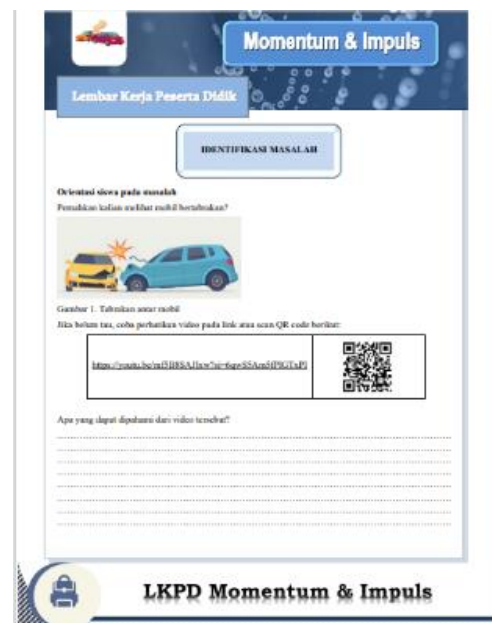 Momentum & Impuls
Lembar Kerja Peserta Didik
IDENTIFIKASI MASALAH
Orientasi siswa pada masalah
Pernahkan kalian melihat mobil bertabrakan?
Gambar 1. Tabrakan antar mobil
Jika belum tau, coba perhatikan video pada link atau scan QR code berikut:
Apa yang dapat dipahami dari video tersebut?
LKPD Momentum & Impuls